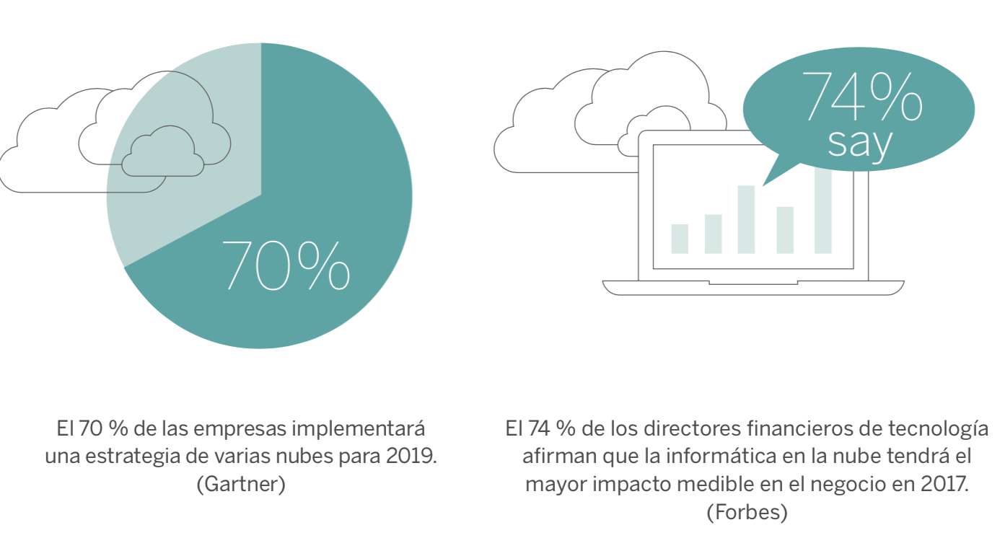 70%
74%
say
El 70 % de las empresas implementará
una estrategia de varias nubes para 2019.
(Gartner)
El 74 % de los directores financieros de tecnología
afirman que la informática en la nube tendrá el
mayor impacto medible en el negocio en 2017.
(Forbes)